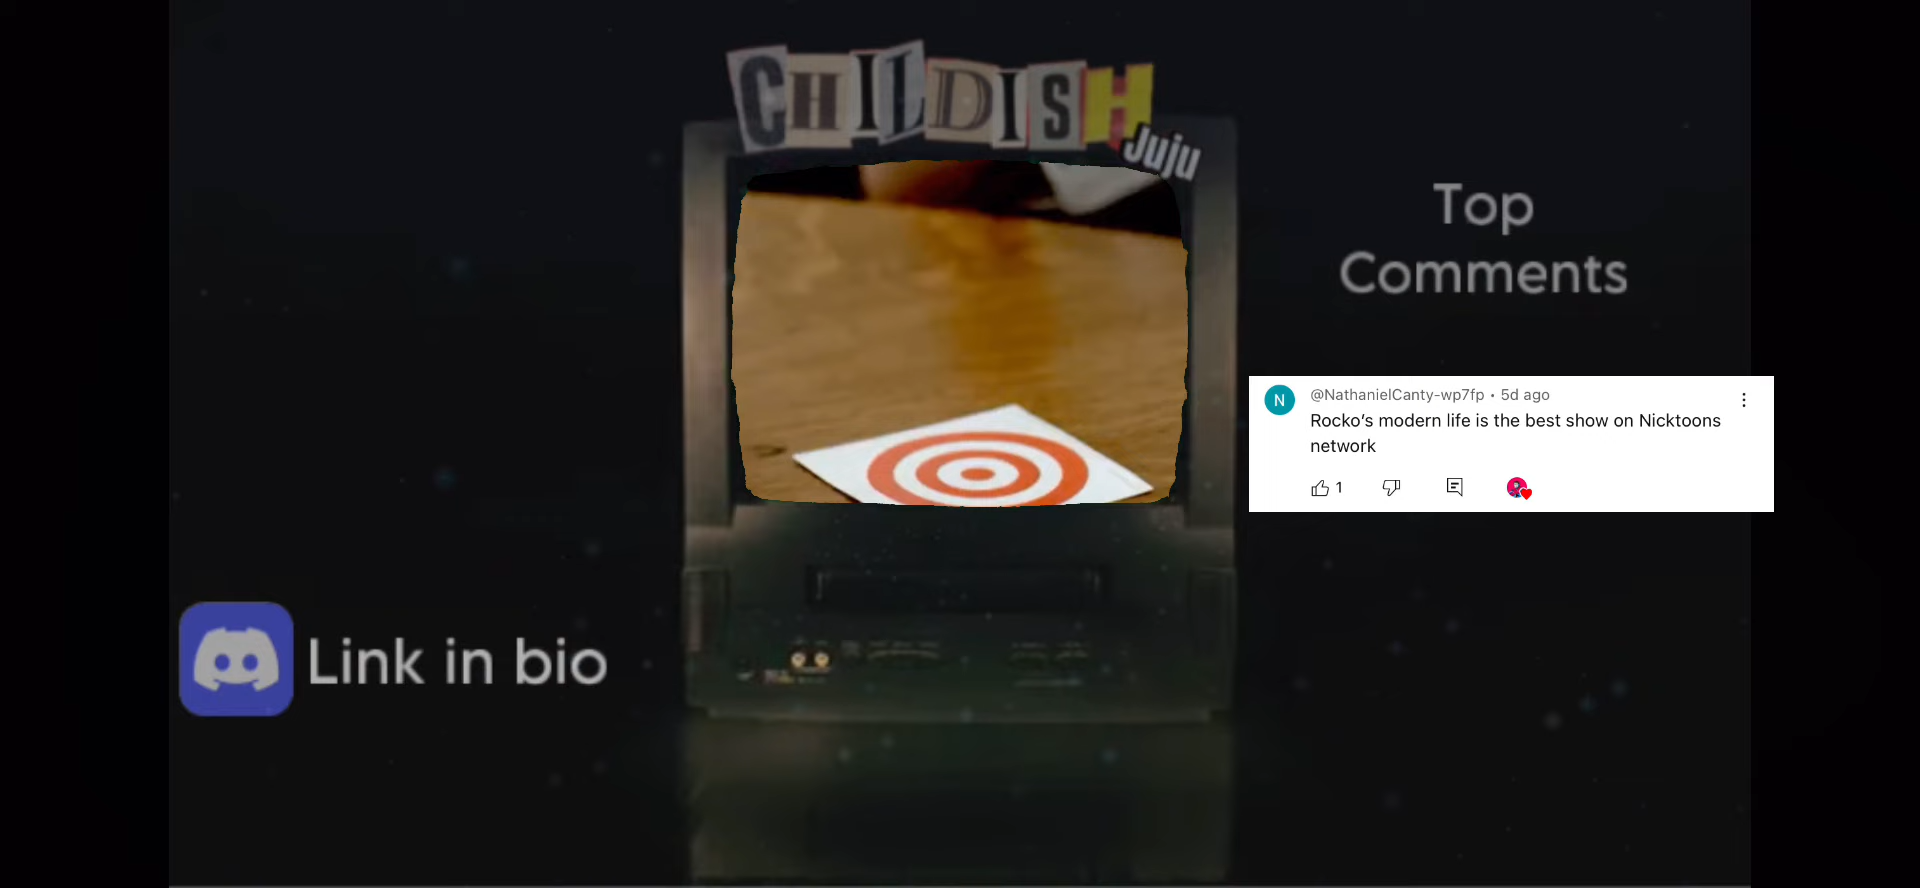 CHILDISH
Juju
Top
Comments
N
@NathanielCanty-wp7fp • 5d ago
Rocko’s modern life is the best show on Nicktoons
network
1
Link in bio